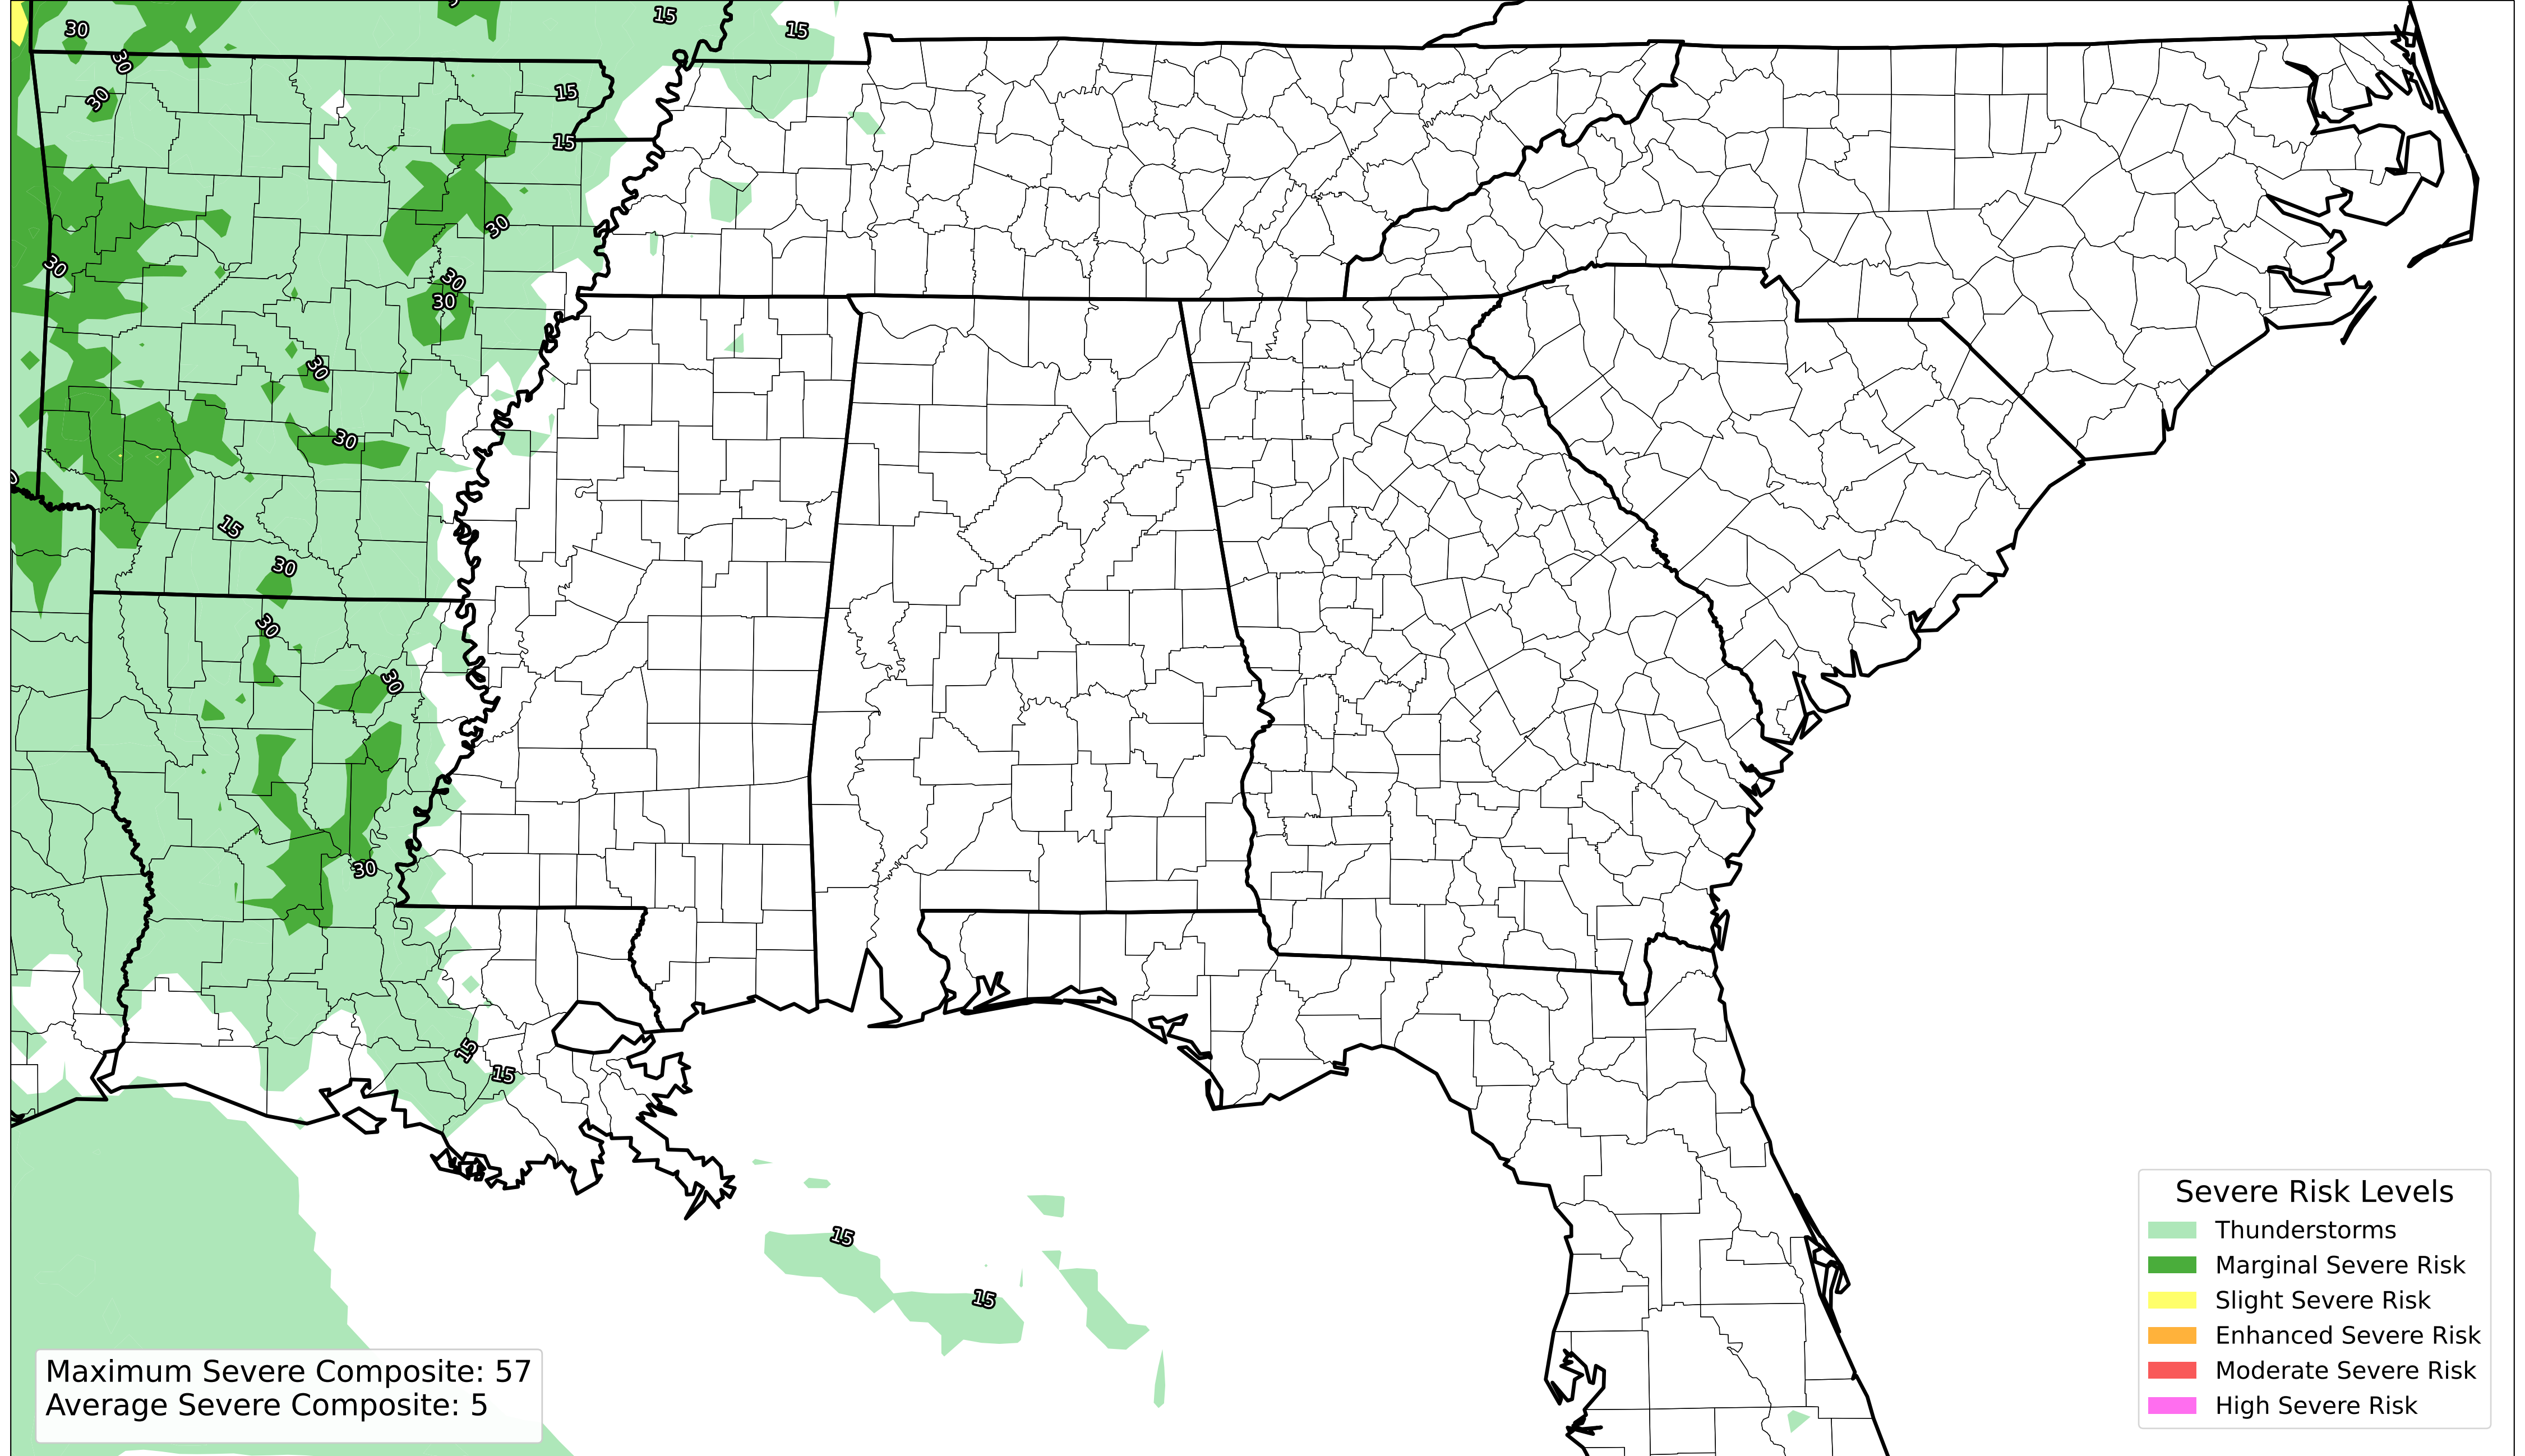 15
30
15
30
15
30
15
30
30
30
30
30
30
15
30
30
30
30
15
15
15
15
Severe Risk Levels
Thunderstorms
Marginal Severe Risk
Slight Severe Risk
Enhanced Severe Risk
Moderate Severe Risk
High Severe Risk
Maximum Severe Composite: 57
Average Severe Composite: 5